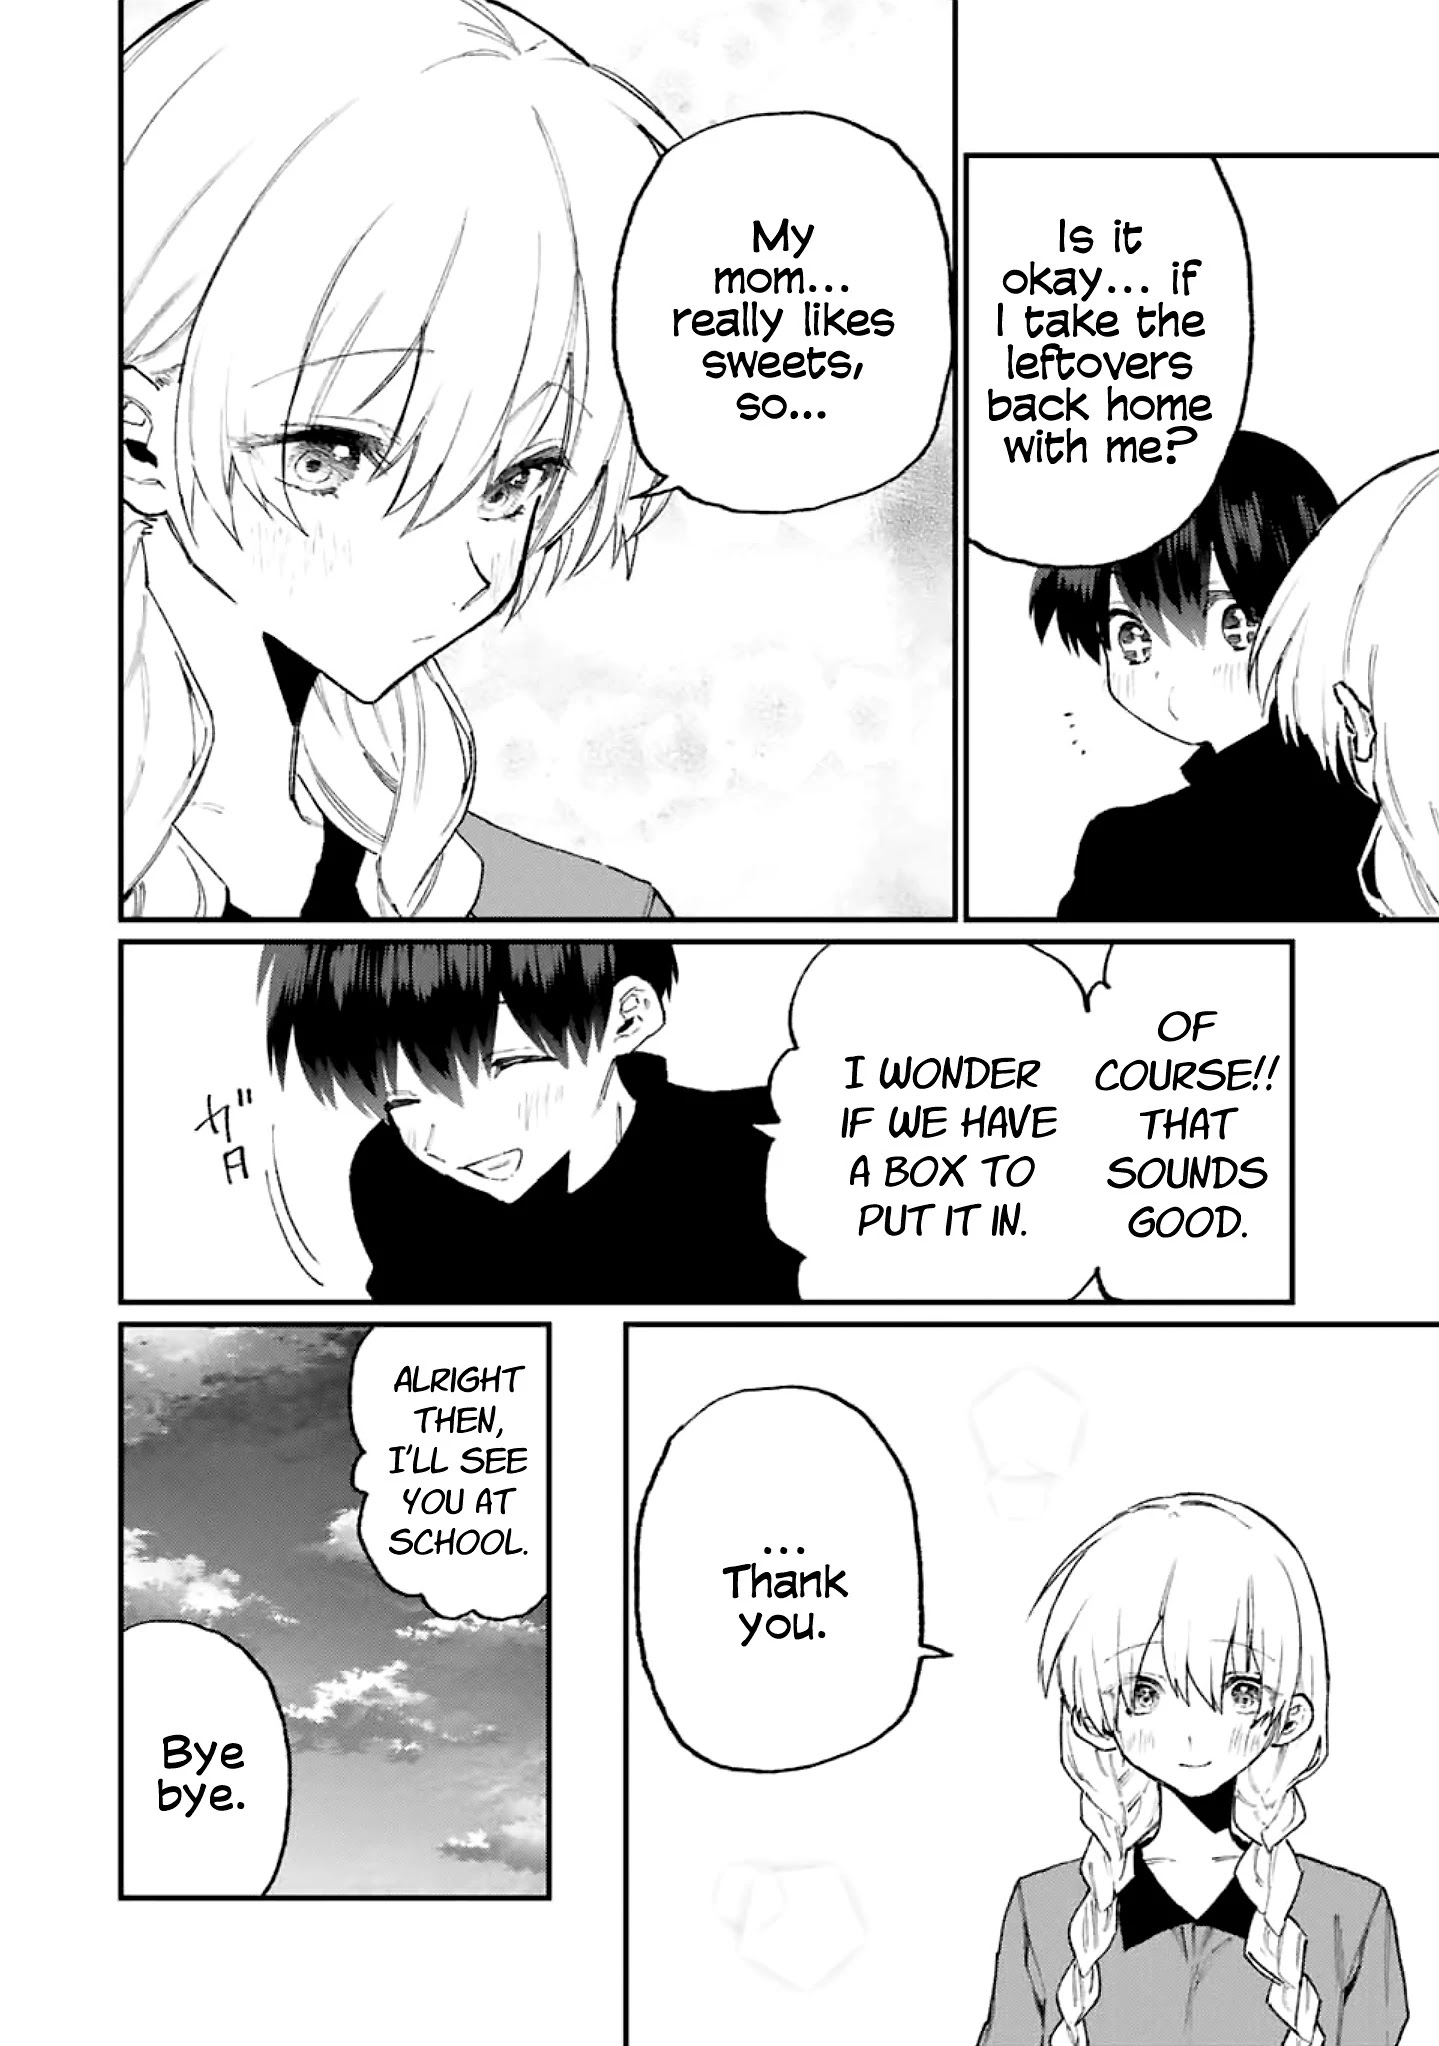 Is it
okay... if
I take the
leftovers
back home
with me?
My
mom...
really likes
sweets,
so...
OF
COURSE!!
THAT
SOUNDS
GOOD.
I WONDER
IF WE HAVE
A BOX TO
PUT IT IN.
...
Thank
you.
ALRIGHT
THEN,
I'LL SEE
YOU AT
SCHOOL.
Bye
bye.